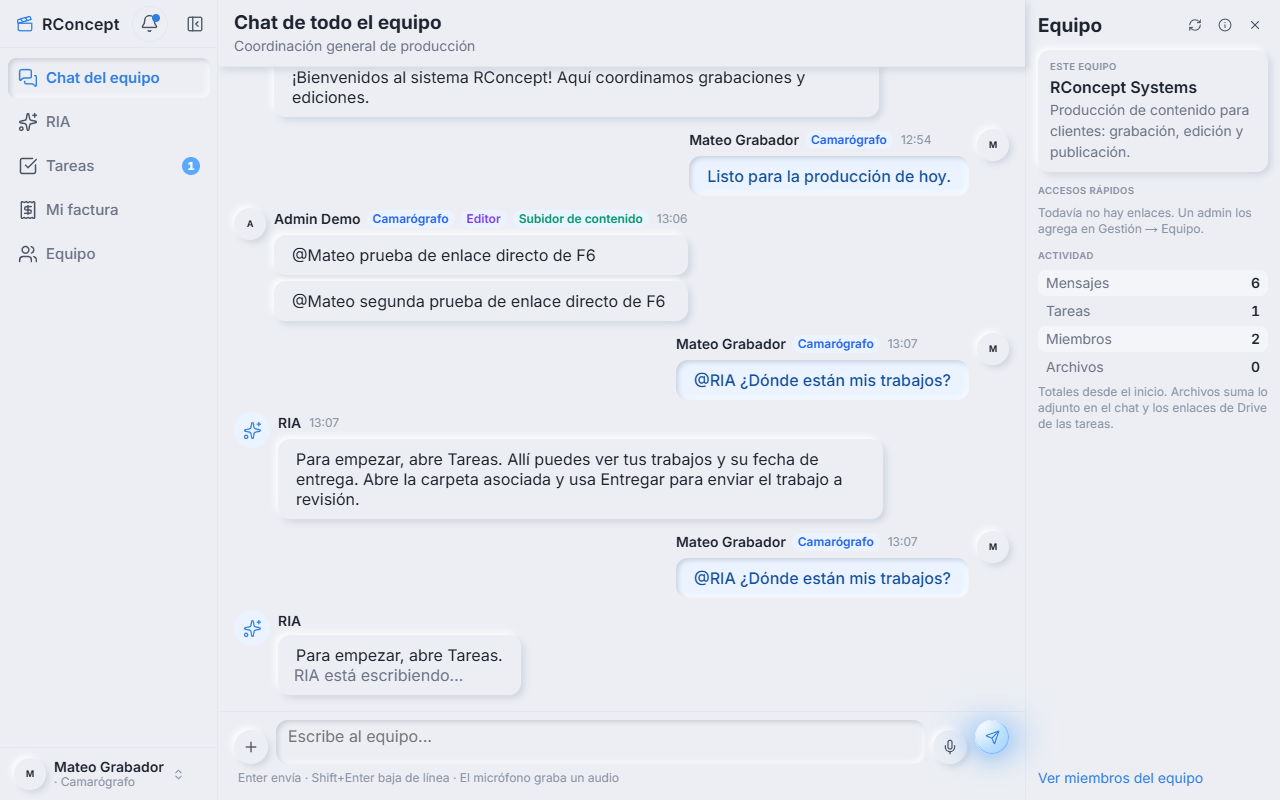 RConcept
Chat del equipo
RIA
Tareas
1
Mi factura
Equipo
M
Mateo Grabador
· Camarógrafo
Chat de todo el equipo
Coordinación general de producción
¡Bienvenidos al sistema RConcept! Aquí coordinamos grabaciones y
ediciones.
Mateo Grabador Camarógrafo 12:54
M
Listo para la producción de hoy.
A
Admin Demo Camarógrafo Editor Subidor de contenido 13:06
@Mateo prueba de enlace directo de F6
@Mateo segunda prueba de enlace directo de F6
Mateo Grabador Camarógrafo 13:07
M
@RIA ¿Dónde están mis trabajos?
RIA 13:07
Para empezar, abre Tareas. Allí puedes ver tus trabajos y su fecha de
entrega. Abre la carpeta asociada y usa Entregar para enviar el trabajo a
revisión.
Mateo Grabador Camarógrafo 13:07
M
@RIA ¿Dónde están mis trabajos?
RIA
Para empezar, abre Tareas.
RIA está escribiendo...
Escribe al equipo...
Enter envía · Shift+Enter baja de línea · El micrófono graba un audio
Equipo
ESTE EQUIPO
RConcept Systems
Producción de contenido para
clientes: grabación, edición y
publicación.
ACCESOS RÁPIDOS
Todavía no hay enlaces. Un admin los
agrega en Gestión → Equipo.
ACTIVIDAD
Mensajes 6
Tareas 1
Miembros 2
Archivos 0
Totales desde el inicio. Archivos suma lo
adjunto en el chat y los enlaces de Drive
de las tareas.
Ver miembros del equipo